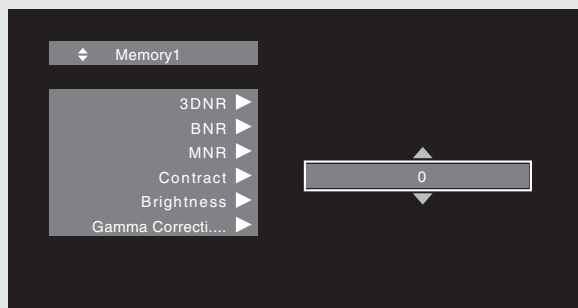 Memory1
3DNR
BNR
MNR
Contract
Brightness
Gamma Correcti....
0